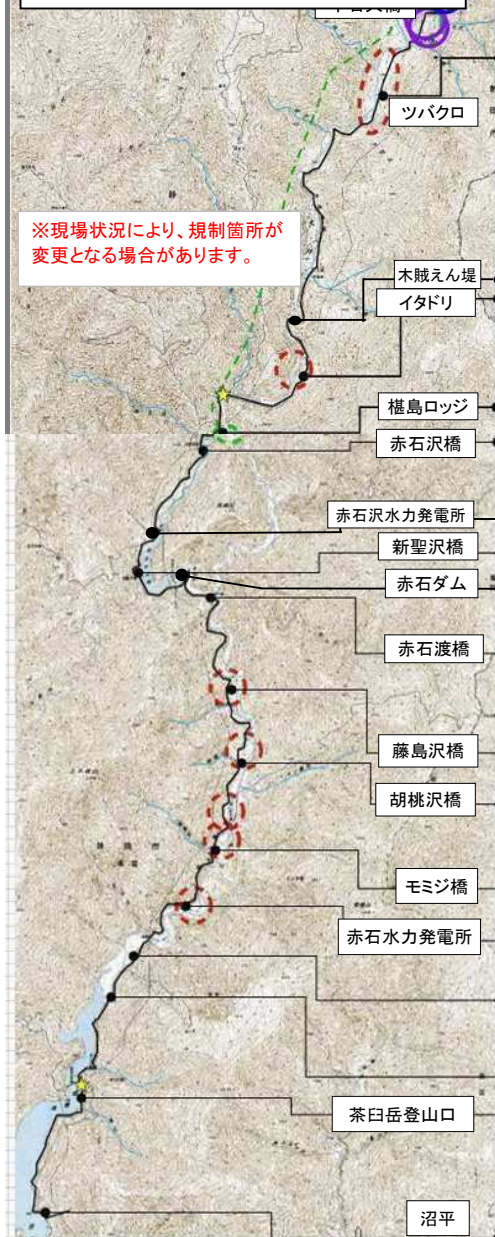 ツバクロ
※現場状況により、規制箇所が
変更となる場合があります。
木賊えん堤
イタドリ
椹島ロッジ
赤石沢橋
赤石沢水力発電所
新聖沢橋
赤石ダム
赤石渡橋
藤島沢橋
胡桃沢橋
モミジ橋
赤石水力発電所
茶臼岳登山口
沼平